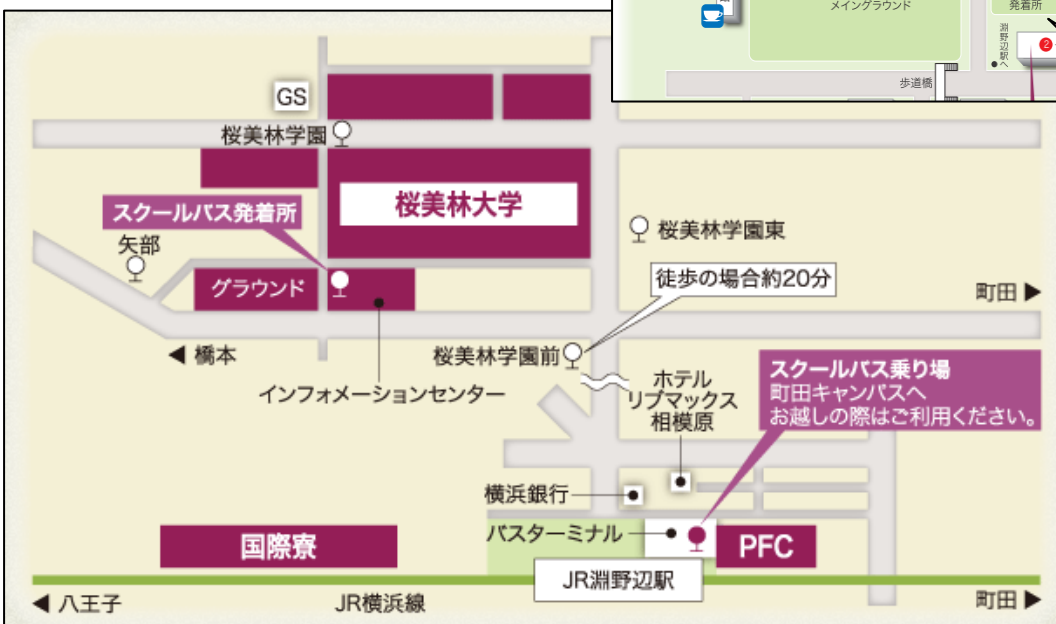 メイングラウンド
発着所
淵野辺駅へ
2
歩道橋
GS
桜美林学園
桜美林大学
スクールバス発着所
矢部
桜美林学園東
グラウンド
徒歩の場合約20分
町田 ▶
◀ 橋本
桜美林学園前
インフォメーションセンター
ホテル
リブマックス
相模原
スクールバス乗り場
町田キャンパスへ
お越しの際はご利用ください。
横浜銀行
バスターミナル
国際寮
PFC
JR淵野辺駅
◀ 八王子
JR横浜線
町田 ▶